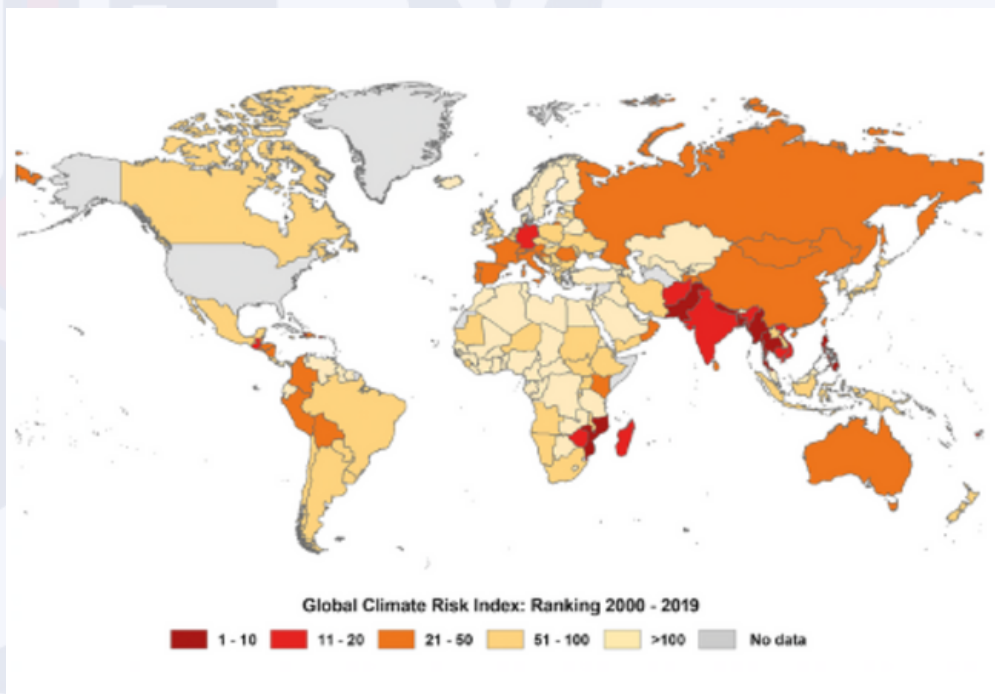 Global Climate Risk Index: Ranking 2000 - 2019
1 - 10 11 - 20 21 - 50 51 - 100 >100 No data